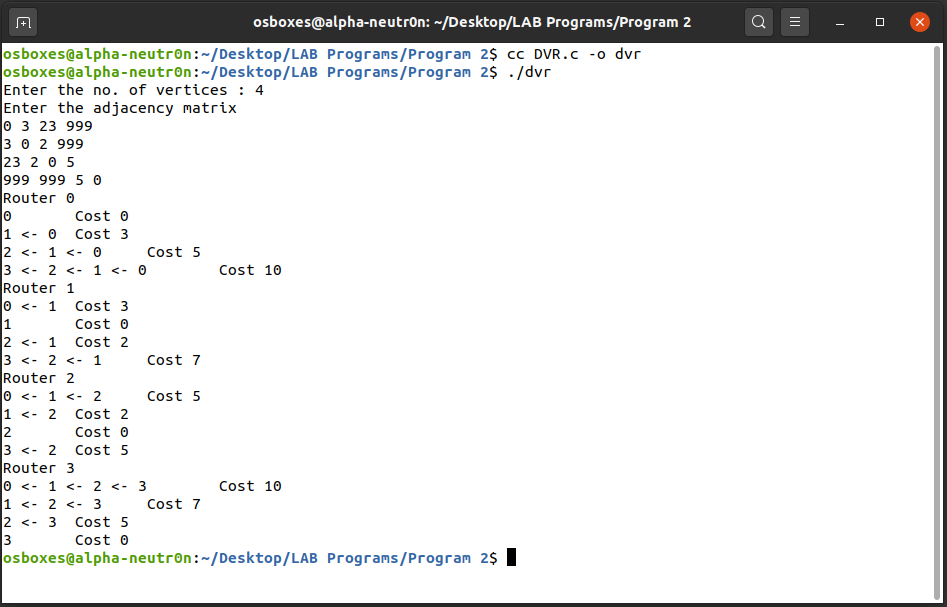 osboxes@alpha-neutr0n: ~/Desktop/LAB Programs/Program 2
osboxes@alpha-neutr0n:~/Desktop/LAB Programs/Program 2$ cc DVR.c -o dvr
osboxes@alpha-neutr0n:~/Desktop/LAB Programs/Program 2$ ./dvr
Enter the no. of vertices : 4
Enter the adjacency matrix
0 3 23 999
3 0 2 999
23 2 0 5
999 999 5 0
Router 0
0       Cost 0
1 <- 0  Cost 3
2 <- 1 <- 0     Cost 5
3 <- 2 <- 1 <- 0        Cost 10
Router 1
0 <- 1  Cost 3
1       Cost 0
2 <- 1  Cost 2
3 <- 2 <- 1     Cost 7
Router 2
0 <- 1 <- 2     Cost 5
1 <- 2  Cost 2
2       Cost 0
3 <- 2  Cost 5
Router 3
0 <- 1 <- 2 <- 3        Cost 10
1 <- 2 <- 3     Cost 7
2 <- 3  Cost 5
3       Cost 0
osboxes@alpha-neutr0n:~/Desktop/LAB Programs/Program 2$